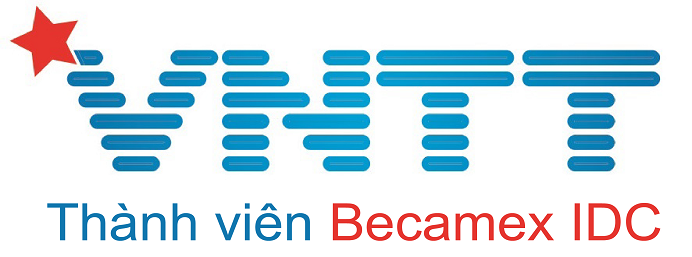 VNTT
Thành viên Becamex IDC